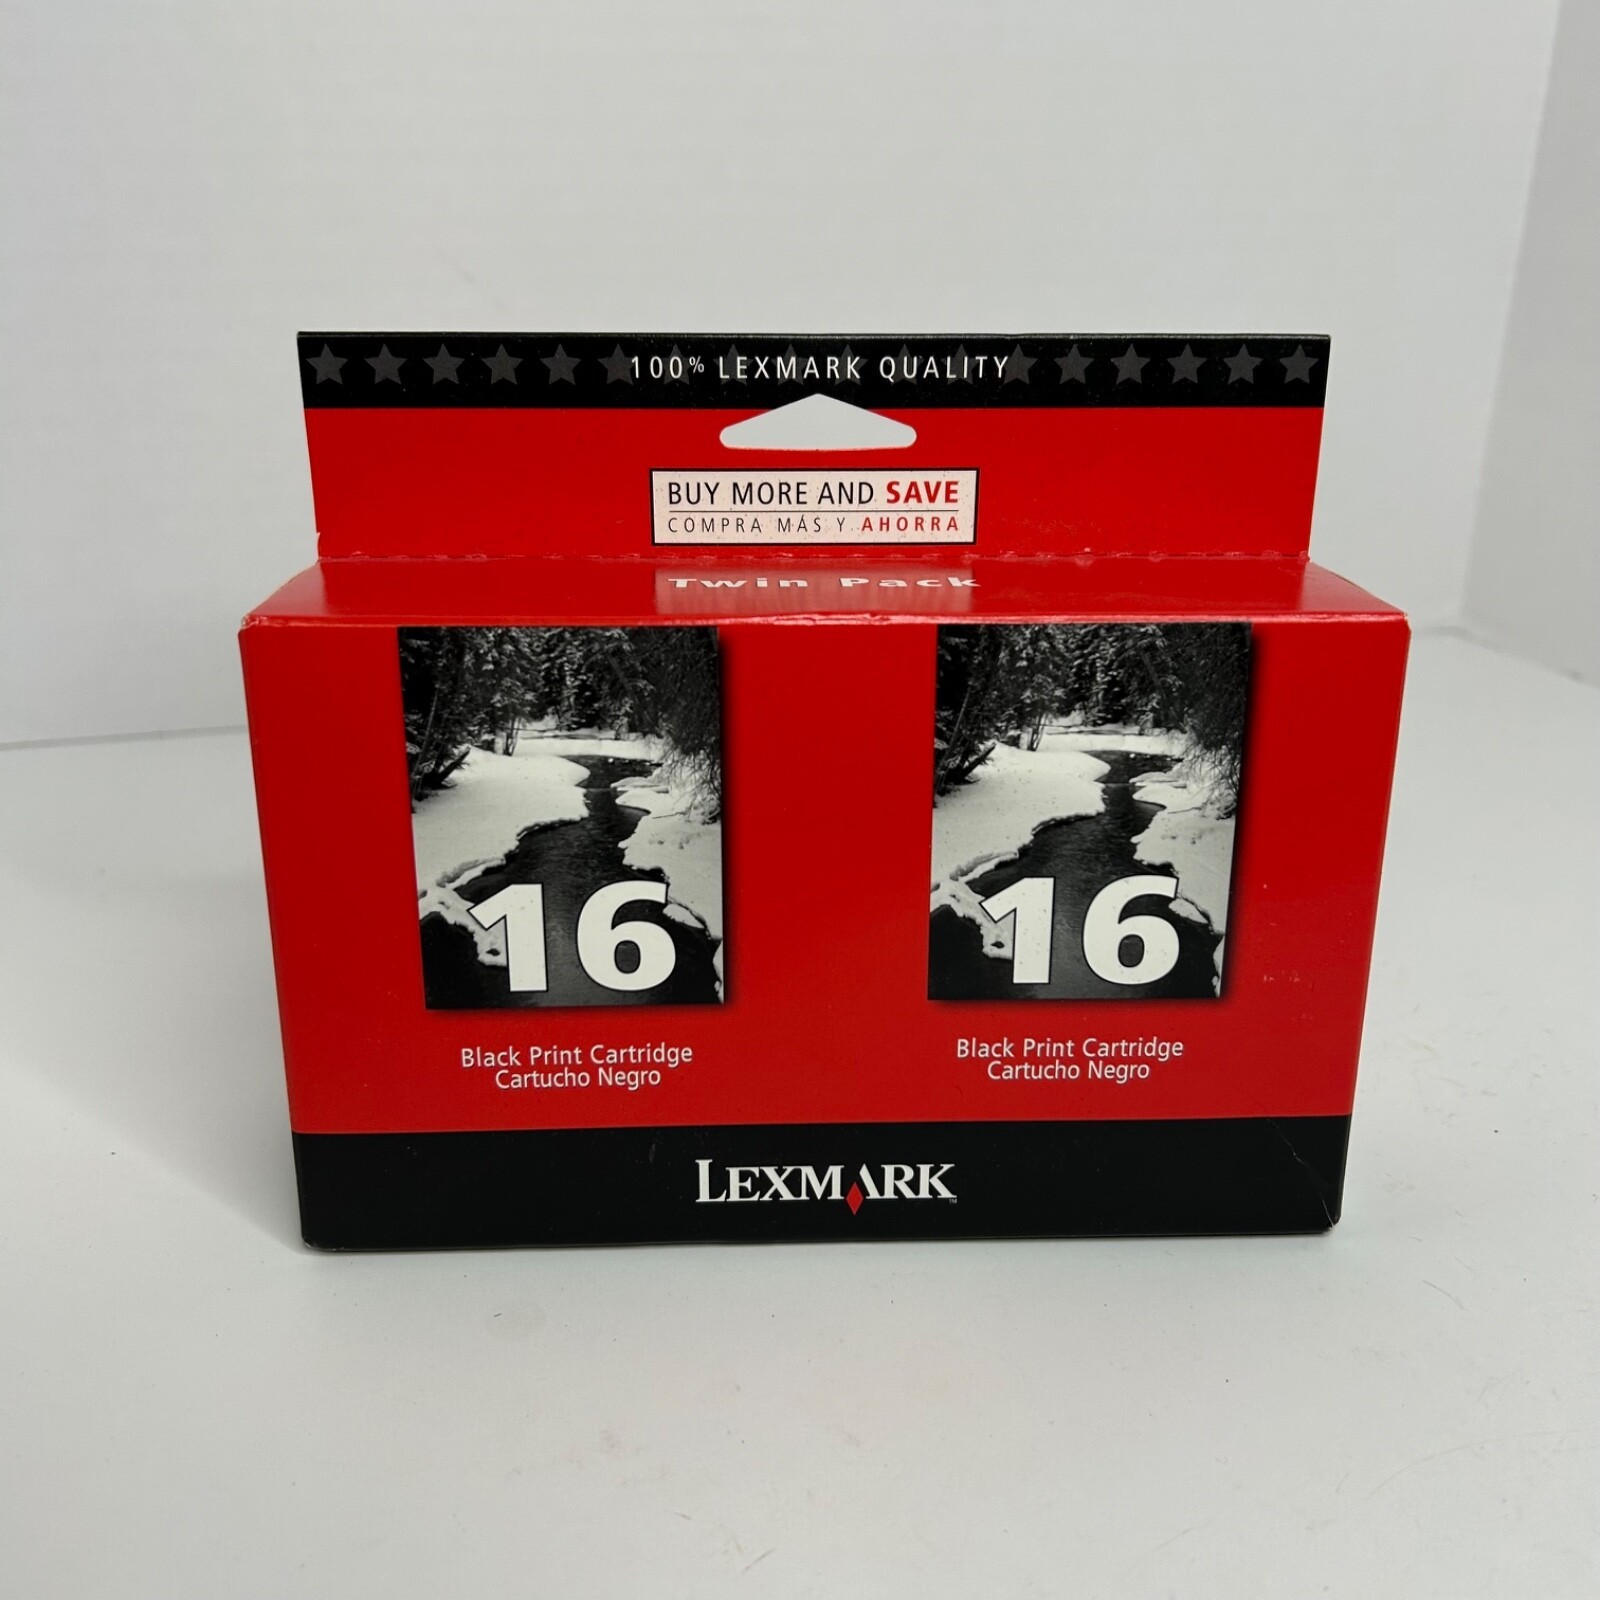 100% LEXMARK QUALITY
BUY MORE AND SAVE
COMPRA MÁS Y AHORRA
Twin Pack
16
16
Black Print Cartridge
Cartucho Negro
Black Print Cartridge
Cartucho Negro
LEXMARK™